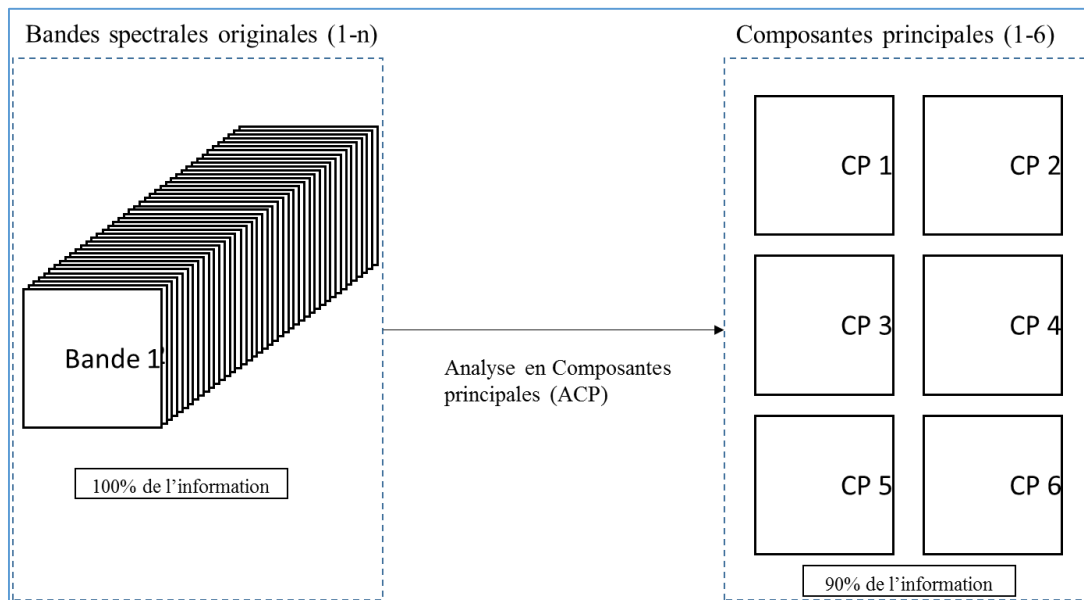 Bandes spectrales originales (1-n)
Composantes principales (1-6)
CP 1
CP 2
Bande 1
CP 3
CP 4
Analyse en Composantes
principales (ACP)
CP 5
CP 6
100% de l’information
90% de l’information